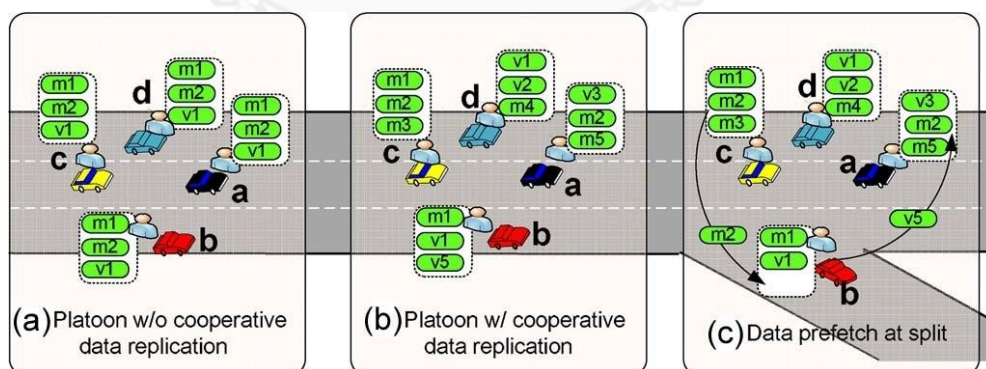 m1
m2
v1
c
d
m1
m2
v1
m1
m2
v1
a
m1
m2
v1
b
(a) Platoon w/o cooperative
data replication
m1
m2
m3
c
d
v1
v2
m4
v3
m2
m5
a
m1
v1
v5
b
(b) Platoon w/ cooperative
data replication
m1
m2
m3
c
d
v1
v2
m4
v3
m2
m5
a
m2
v5
m1
v1
b
(c) Data prefetch at split